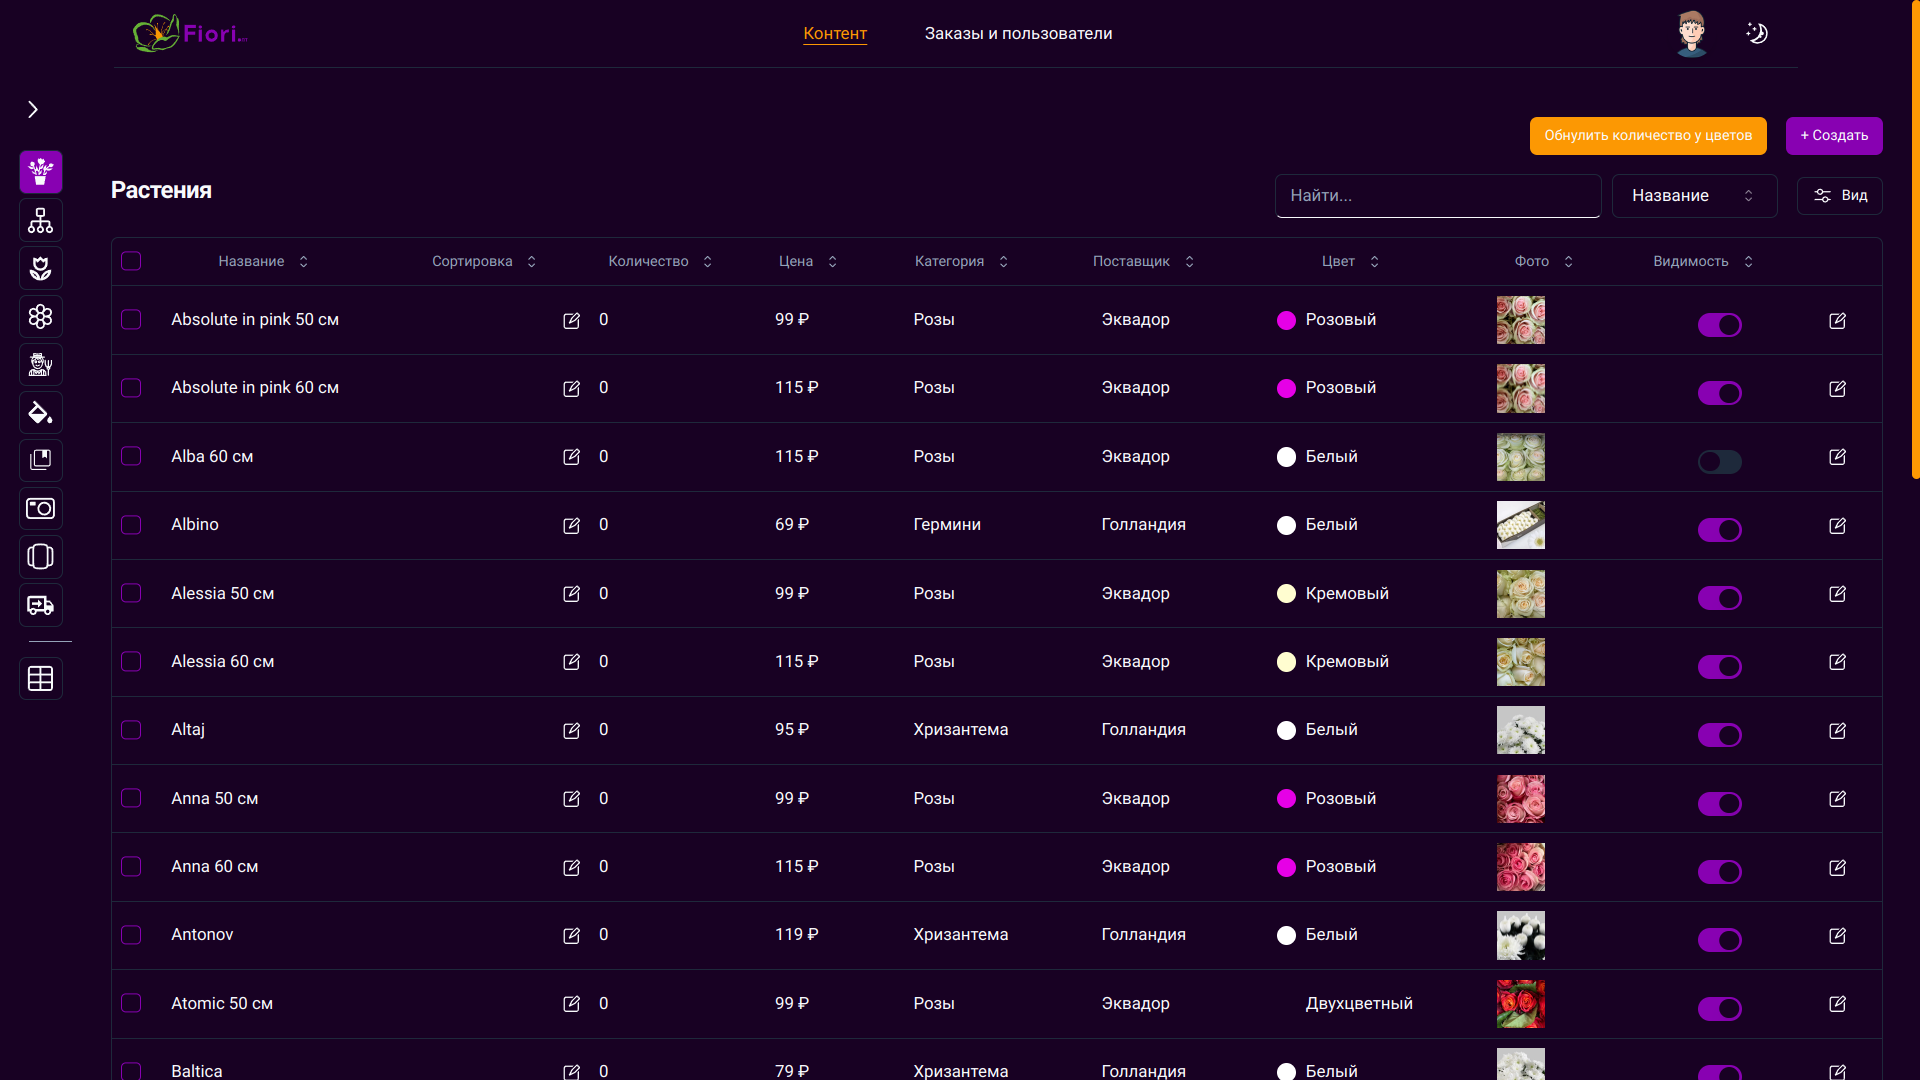 Fiori
Контент
Заказы и пользователи
Обнулить количество у цветов
+ Создать
Растения
Найти...
Название
Вид
Название Сортировка Количество Цена Категория Поставщик Цвет Фото Видимость
Absolute in pink 50 см 0 99 ₽ Розы Эквадор Розовый
Absolute in pink 60 см 0 115 ₽ Розы Эквадор Розовый
Alba 60 см 0 115 ₽ Розы Эквадор Белый
Albino 0 69 ₽ Гермини Голландия Белый
Alessia 50 см 0 99 ₽ Розы Эквадор Кремовый
Alessia 60 см 0 115 ₽ Розы Эквадор Кремовый
Altaj 0 95 ₽ Хризантема Голландия Белый
Anna 50 см 0 99 ₽ Розы Эквадор Розовый
Anna 60 см 0 115 ₽ Розы Эквадор Розовый
Antonov 0 119 ₽ Хризантема Голландия Белый
Atomic 50 см 0 99 ₽ Розы Эквадор Двухцветный
Baltica 0 79 ₽ Хризантема Голландия Белый